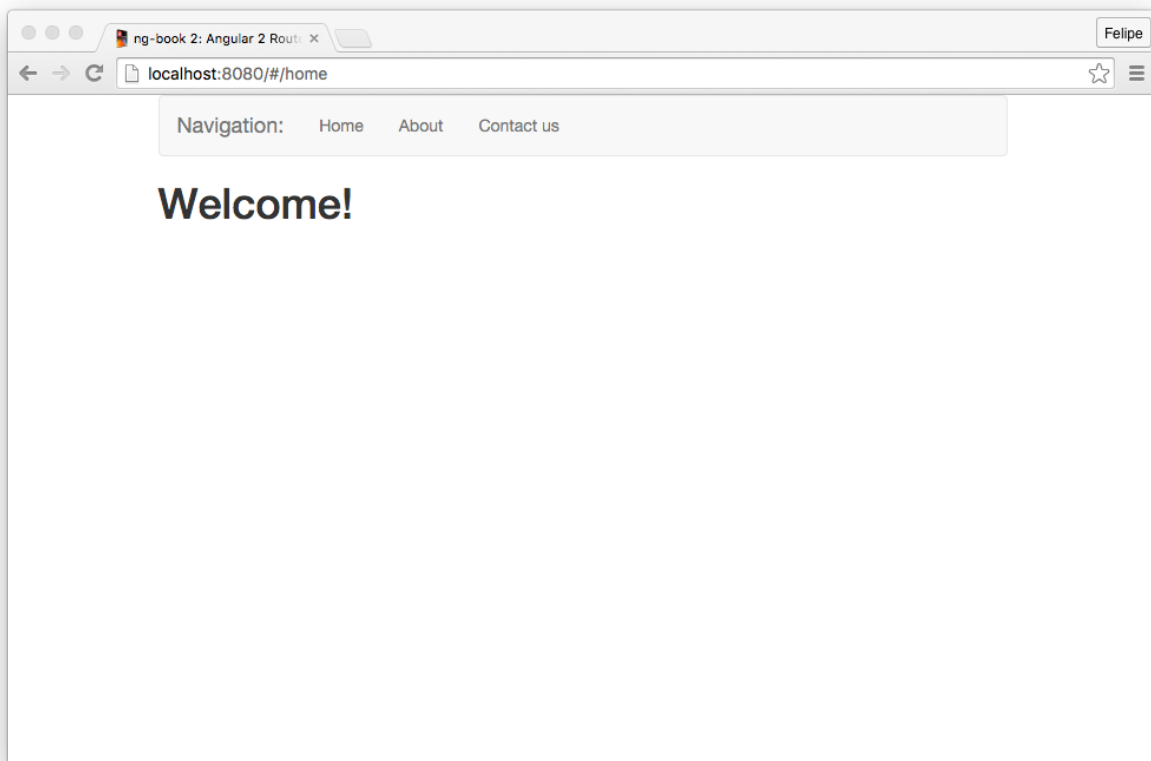 ng-book 2: Angular 2 Rout
Felipe
localhost:8080/#/home
Navigation: Home About Contact us
Welcome!